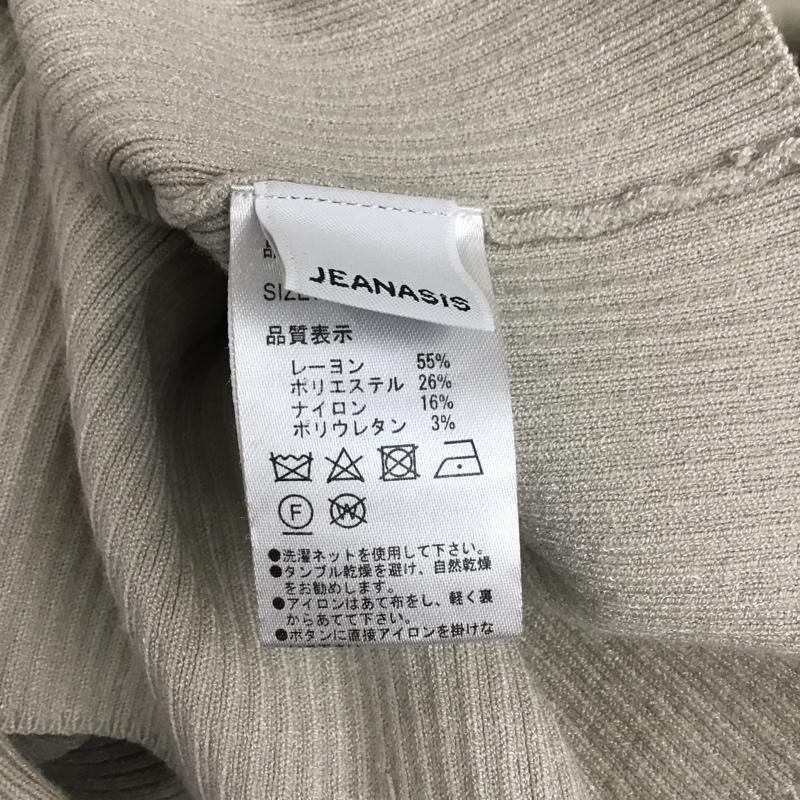 JEANASIS
SIZE
品質表示
レーヨン 55%
ポリエステル 26%
ナイロン 16%
ポリウレタン 3%
F W
●洗濯ネットを使用して下さい。
●タンブル乾燥を避け、自然乾燥
をお勧めします。
●アイロンはあて布をし、軽く裏
からあてて下さい。
●ボタンに直接アイロンを掛けな